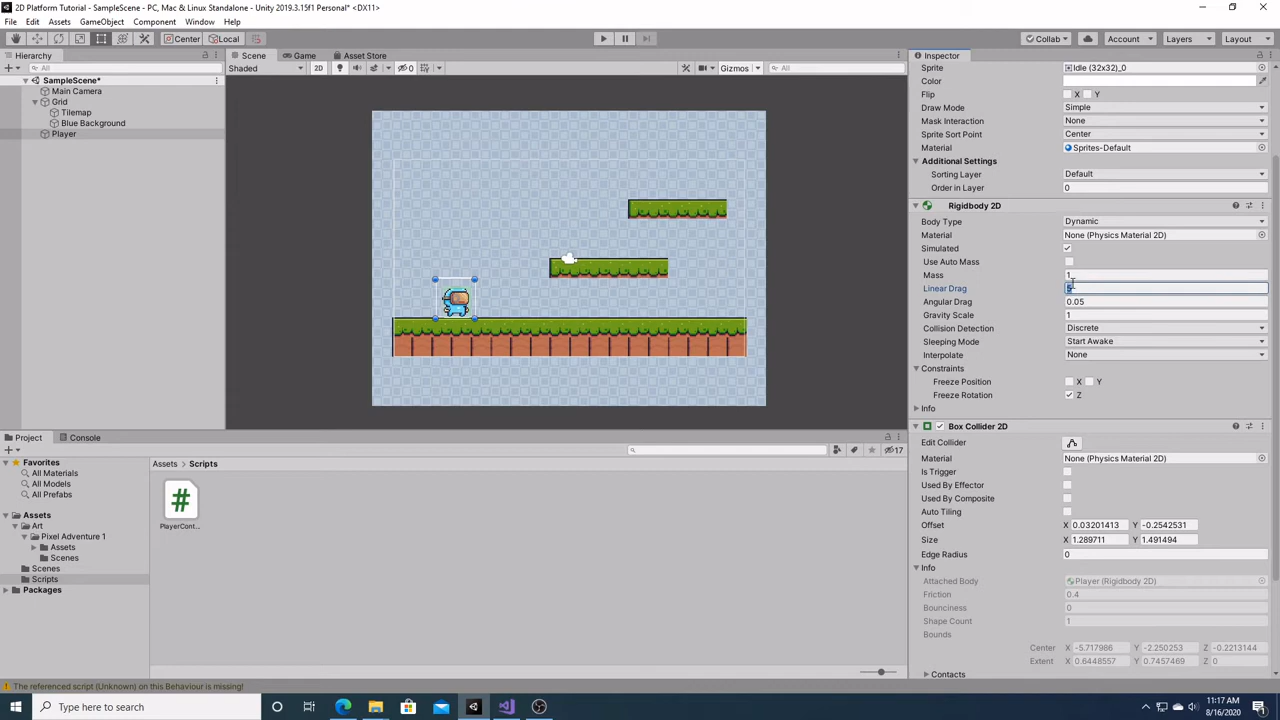 2D Platform Tutorial - SampleScene - PC, Mac & Linux Standalone - Unity 2019.3.15f1 Personal* <DX11>
File Edit Assets GameObject Component Window Help
Center Local Collab Account Layers Layout
Hierarchy Scene Game Asset Store Inspector
All Shaded 2D 0 Gizmos All
SampleScene*
Main Camera
Grid
Tilemap
Blue Background
Player
Sprite Idle (32x32)_0
Color
Flip X Y
Draw Mode Simple
Mask Interaction None
Sprite Sort Point Center
Material Sprites-Default
Additional Settings
Sorting Layer Default
Order in Layer 0
Rigidbody 2D
Body Type Dynamic
Material None (Physics Material 2D)
Simulated
Use Auto Mass
Mass 1
Linear Drag 5
Angular Drag 0.05
Gravity Scale 1
Collision Detection Discrete
Sleeping Mode Start Awake
Interpolate None
Constraints
Freeze Position X Y
Freeze Rotation Z
Info
Box Collider 2D
Edit Collider
Material None (Physics Material 2D)
Is Trigger
Used By Effector
Used By Composite
Auto Tiling
Offset X 0.03201413 Y -0.2542531
Size X 1.289711 Y 1.491494
Edge Radius 0
Info
Attached Body Player (Rigidbody 2D)
Friction 0.4
Bounciness 0
Shape Count 1
Bounds
Center X -5.717986 Y -2.250253 Z -0.2213144
Extent X 0.6448557 Y 0.7457469 Z 0
Contacts
Project Console
17
Favorites
All Materials
All Models
All Prefabs
Assets
Art
Pixel Adventure 1
Assets
Scenes
Scenes
Scripts
Packages
Assets Scripts
#
PlayerCont...
The referenced script (Unknown) on this Behaviour is missing!
Type here to search
11:17 AM
8/16/2020
1